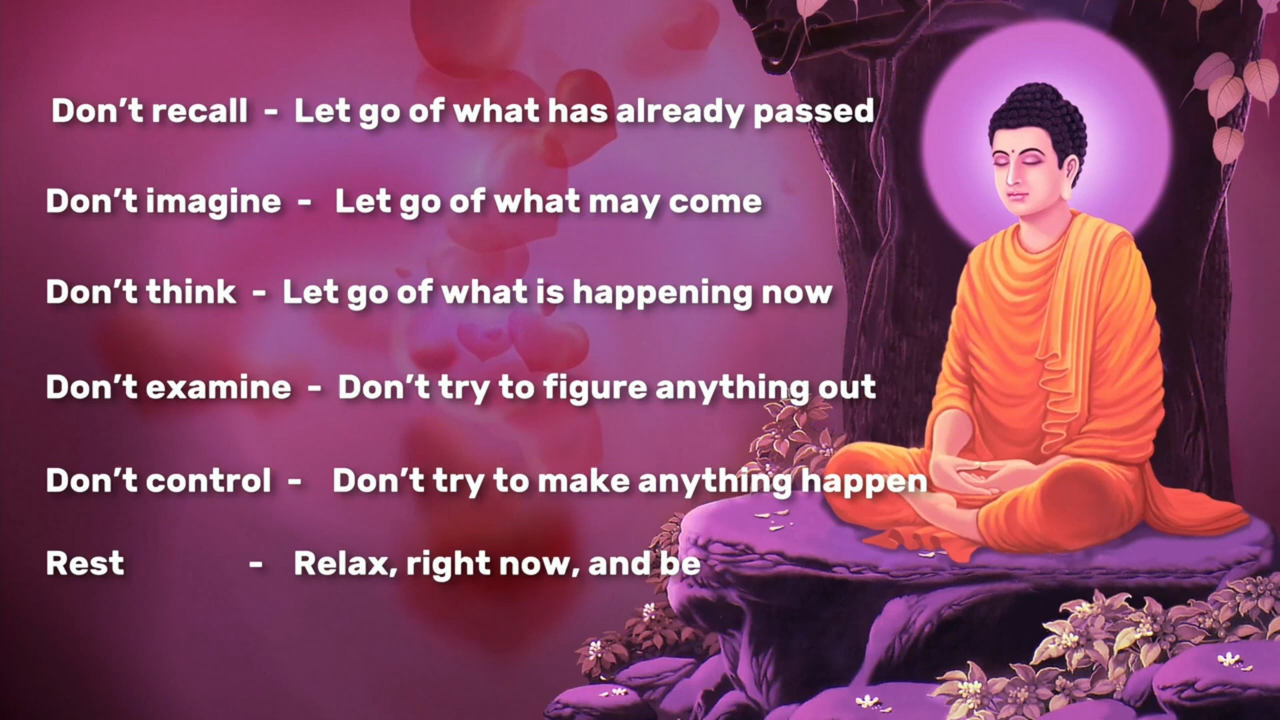 Don’t recall - Let go of what has already passed
Don’t imagine - Let go of what may come
Don’t think - Let go of what is happening now
Don’t examine - Don’t try to figure anything out
Don’t control - Don’t try to make anything happen
Rest - Relax, right now, and be